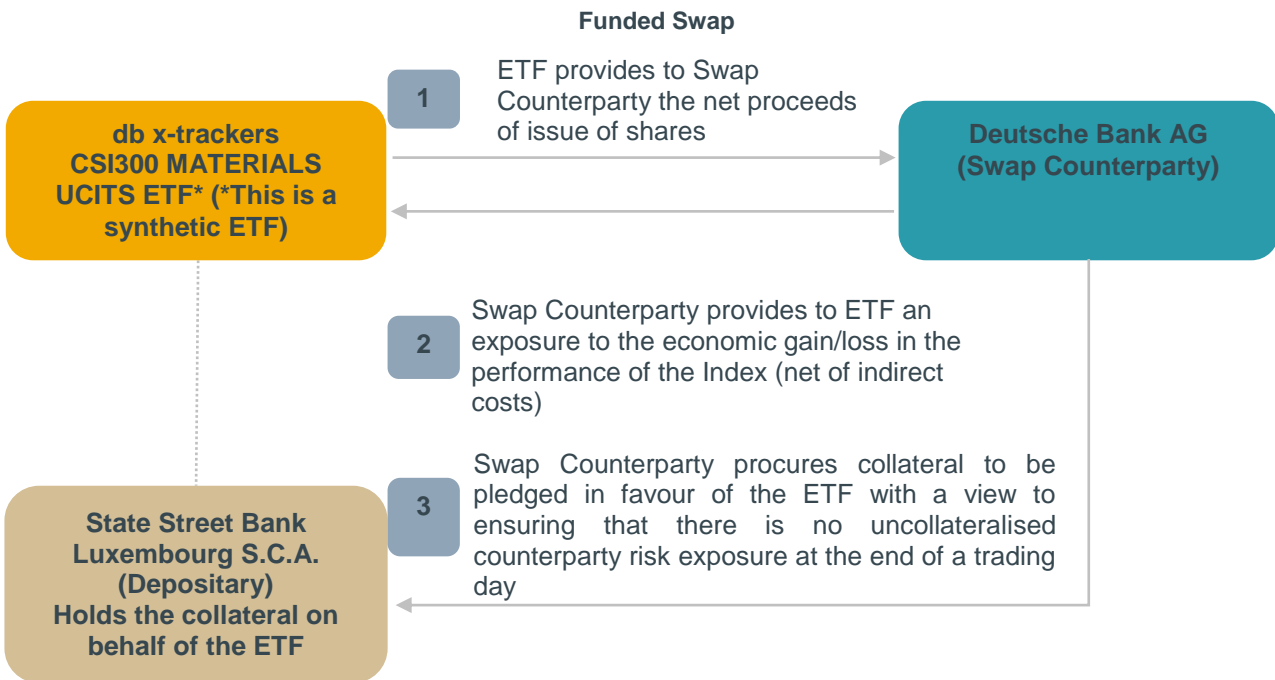 Funded Swap
1
ETF provides to Swap
Counterparty the net proceeds
of issue of shares
db x-trackers
CSI300 MATERIALS
UCITS ETF* (*This is a
synthetic ETF)
Deutsche Bank AG
(Swap Counterparty)
2
Swap Counterparty provides to ETF an
exposure to the economic gain/loss in the
performance of the Index (net of indirect
costs)
3
Swap Counterparty procures collateral to be
pledged in favour of the ETF with a view to
ensuring that there is no uncollateralised
counterparty risk exposure at the end of a trading
day
State Street Bank
Luxembourg S.C.A.
(Depositary)
Holds the collateral on
behalf of the ETF